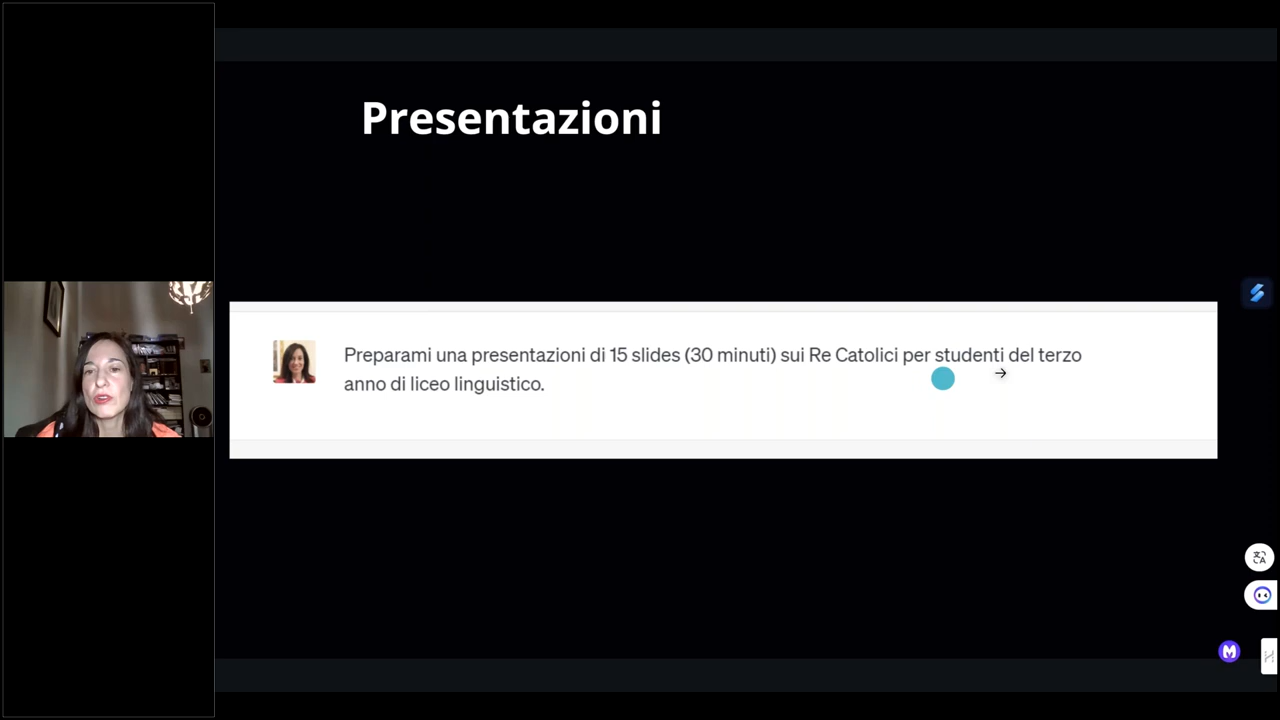 Presentazioni
Preparami una presentazioni di 15 slides (30 minuti) sui Re Catolici per studenti del terzo
anno di liceo linguistico.